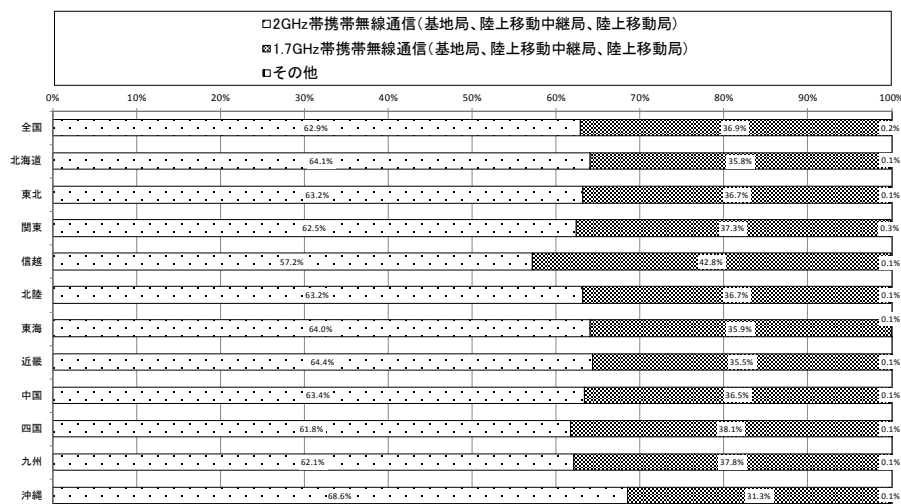 □2GHz帯携帯無線通信(基地局、陸上移動中継局、陸上移動局)
1.7GHz帯携帯無線通信(基地局、陸上移動中継局、陸上移動局)
その他
0% 10% 20% 30% 40% 50% 60% 70% 80% 90% 100%
全国 62.9% 36.9% 0.2%
北海道 64.1% 35.8% 0.1%
東北 63.2% 36.7% 0.1%
関東 62.5% 37.3% 0.3%
信越 57.2% 42.8% 0.1%
北陸 63.2% 36.7% 0.1%
東海 64.0% 35.9% 0.1%
近畿 64.4% 35.5% 0.1%
中国 63.4% 36.5% 0.1%
四国 61.8% 38.1% 0.1%
九州 62.1% 37.8% 0.1%
沖縄 68.6% 31.3% 0.1%